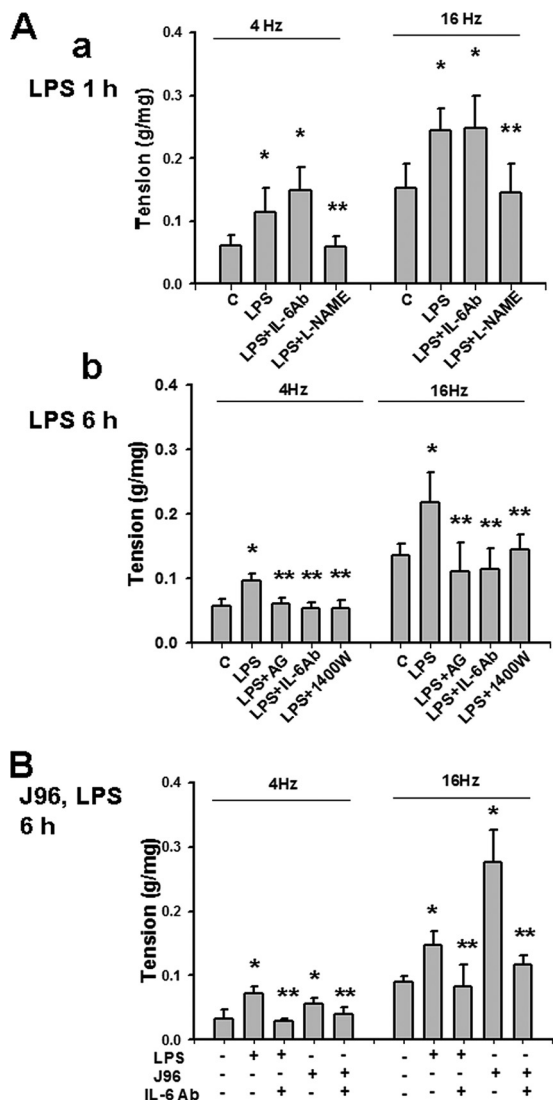 A
a
LPS 1 h
4 Hz
16 Hz
Tension (g/mg)
0.4
0.3
0.2
0.1
0.0
* * ** * * **
C LPS LPS+IL-6Ab LPS+L-NAME C LPS LPS+IL-6Ab LPS+L-NAME
b
LPS 6 h
4Hz
16Hz
Tension (g/mg)
0.4
0.3
0.2
0.1
0.0
* ** ** ** * ** ** **
C LPS LPS+AG LPS+IL-6Ab LPS+1400W C LPS LPS+AG LPS+IL-6Ab LPS+1400W
B
J96, LPS
6 h
4Hz
16Hz
Tension (g/mg)
0.4
0.3
0.2
0.1
0.0
* ** * ** * ** * **
LPS - + + - - - + + - -
J96 - - - + + - - - + +
IL-6 Ab - - + - + - - + - +